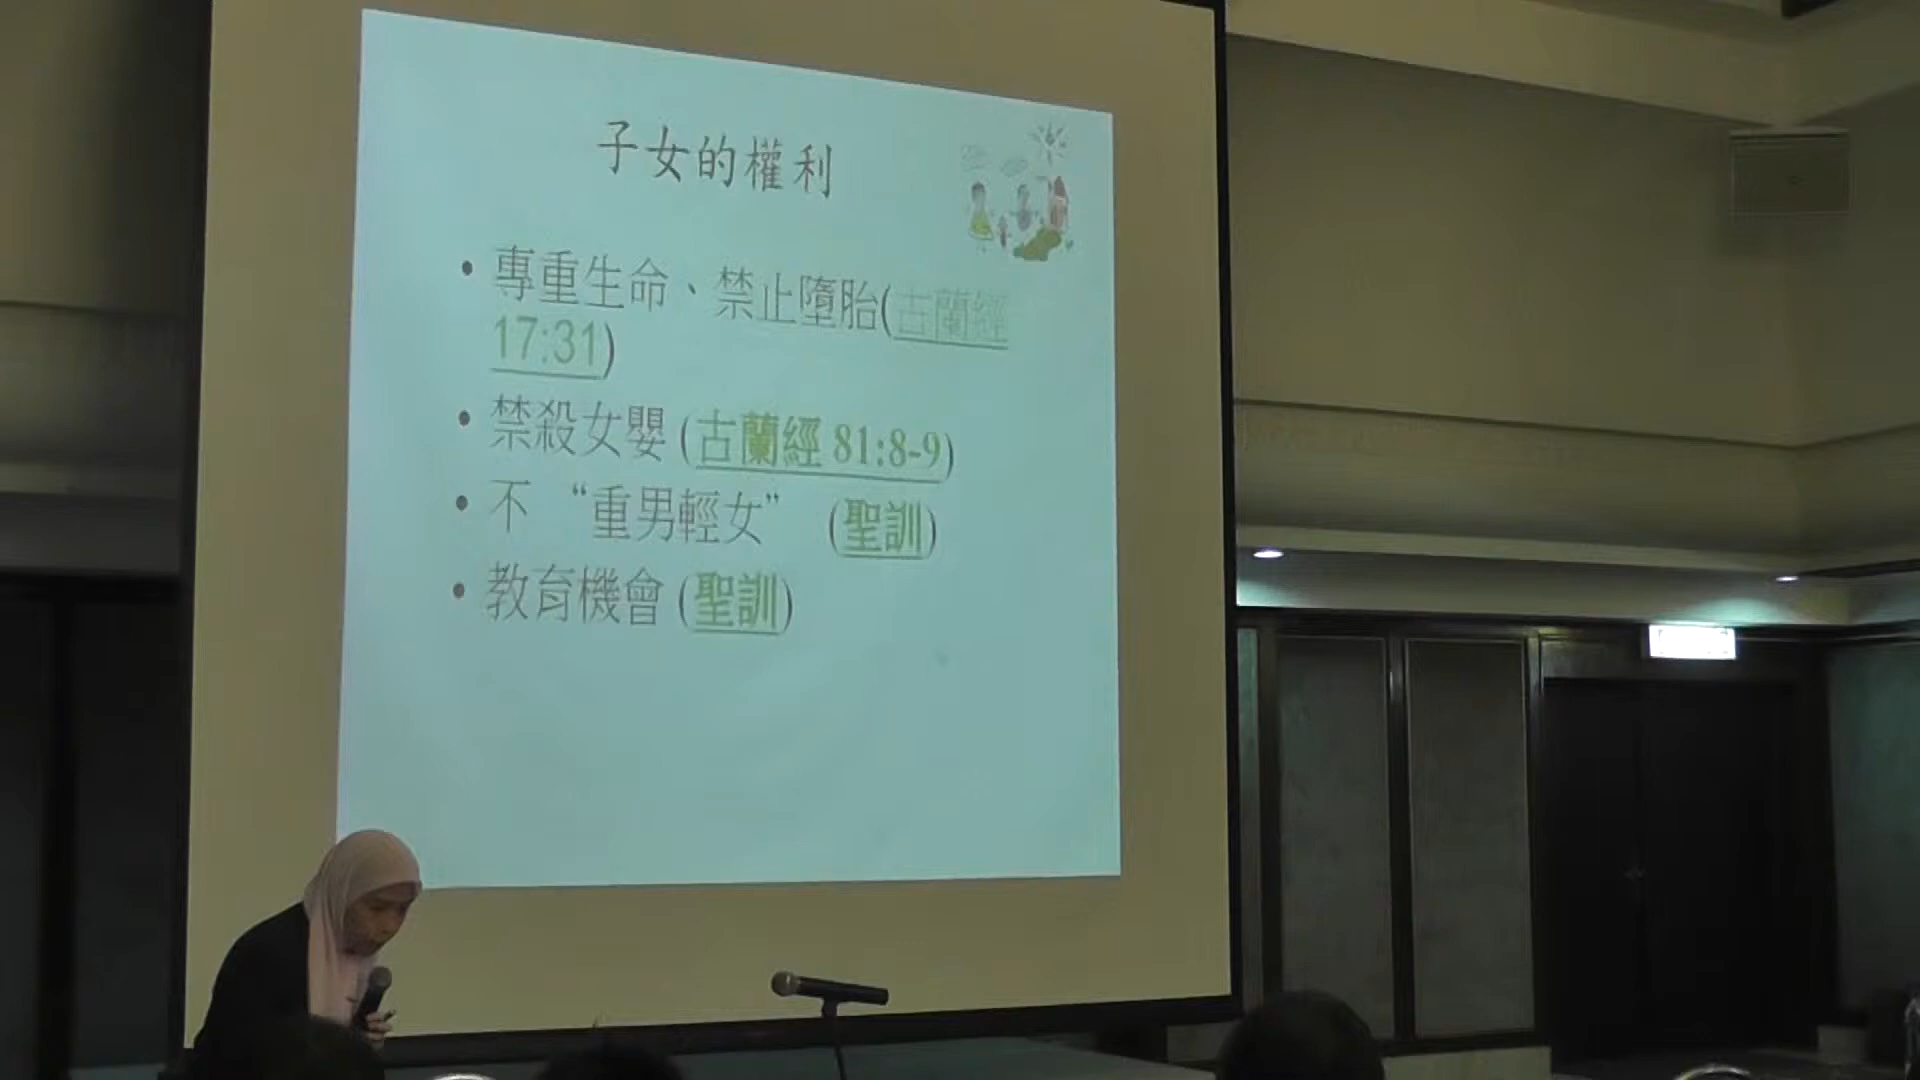 子女的權利
• 專重生命、禁止墮胎(古蘭經
17:31)
• 禁殺女嬰 (古蘭經 81:8-9)
• 不 “重男輕女” (聖訓)
• 教育機會 (聖訓)